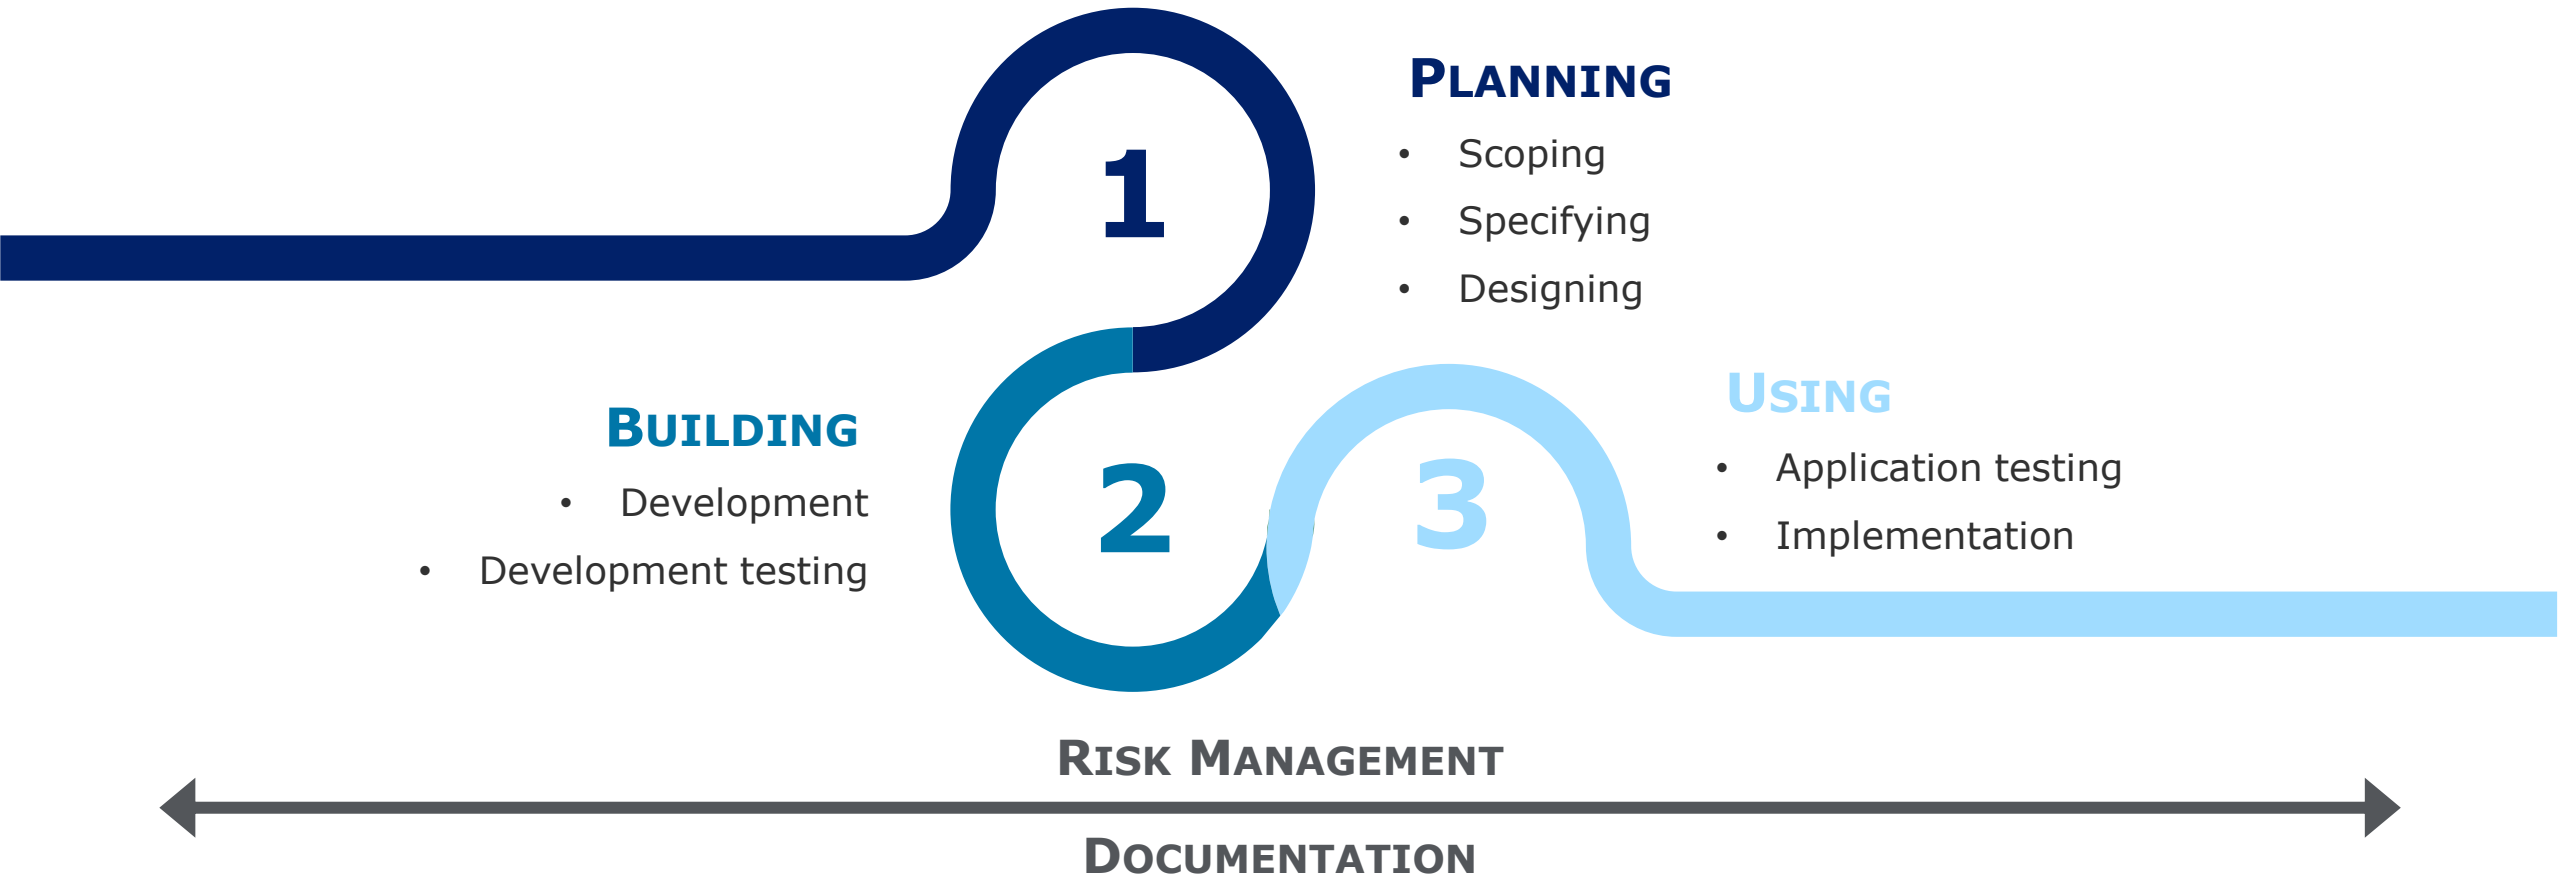 1
PLANNING
• Scoping
• Specifying
• Designing
2
BUILDING
• Development
• Development testing
3
USING
• Application testing
• Implementation
RISK MANAGEMENT
DOCUMENTATION